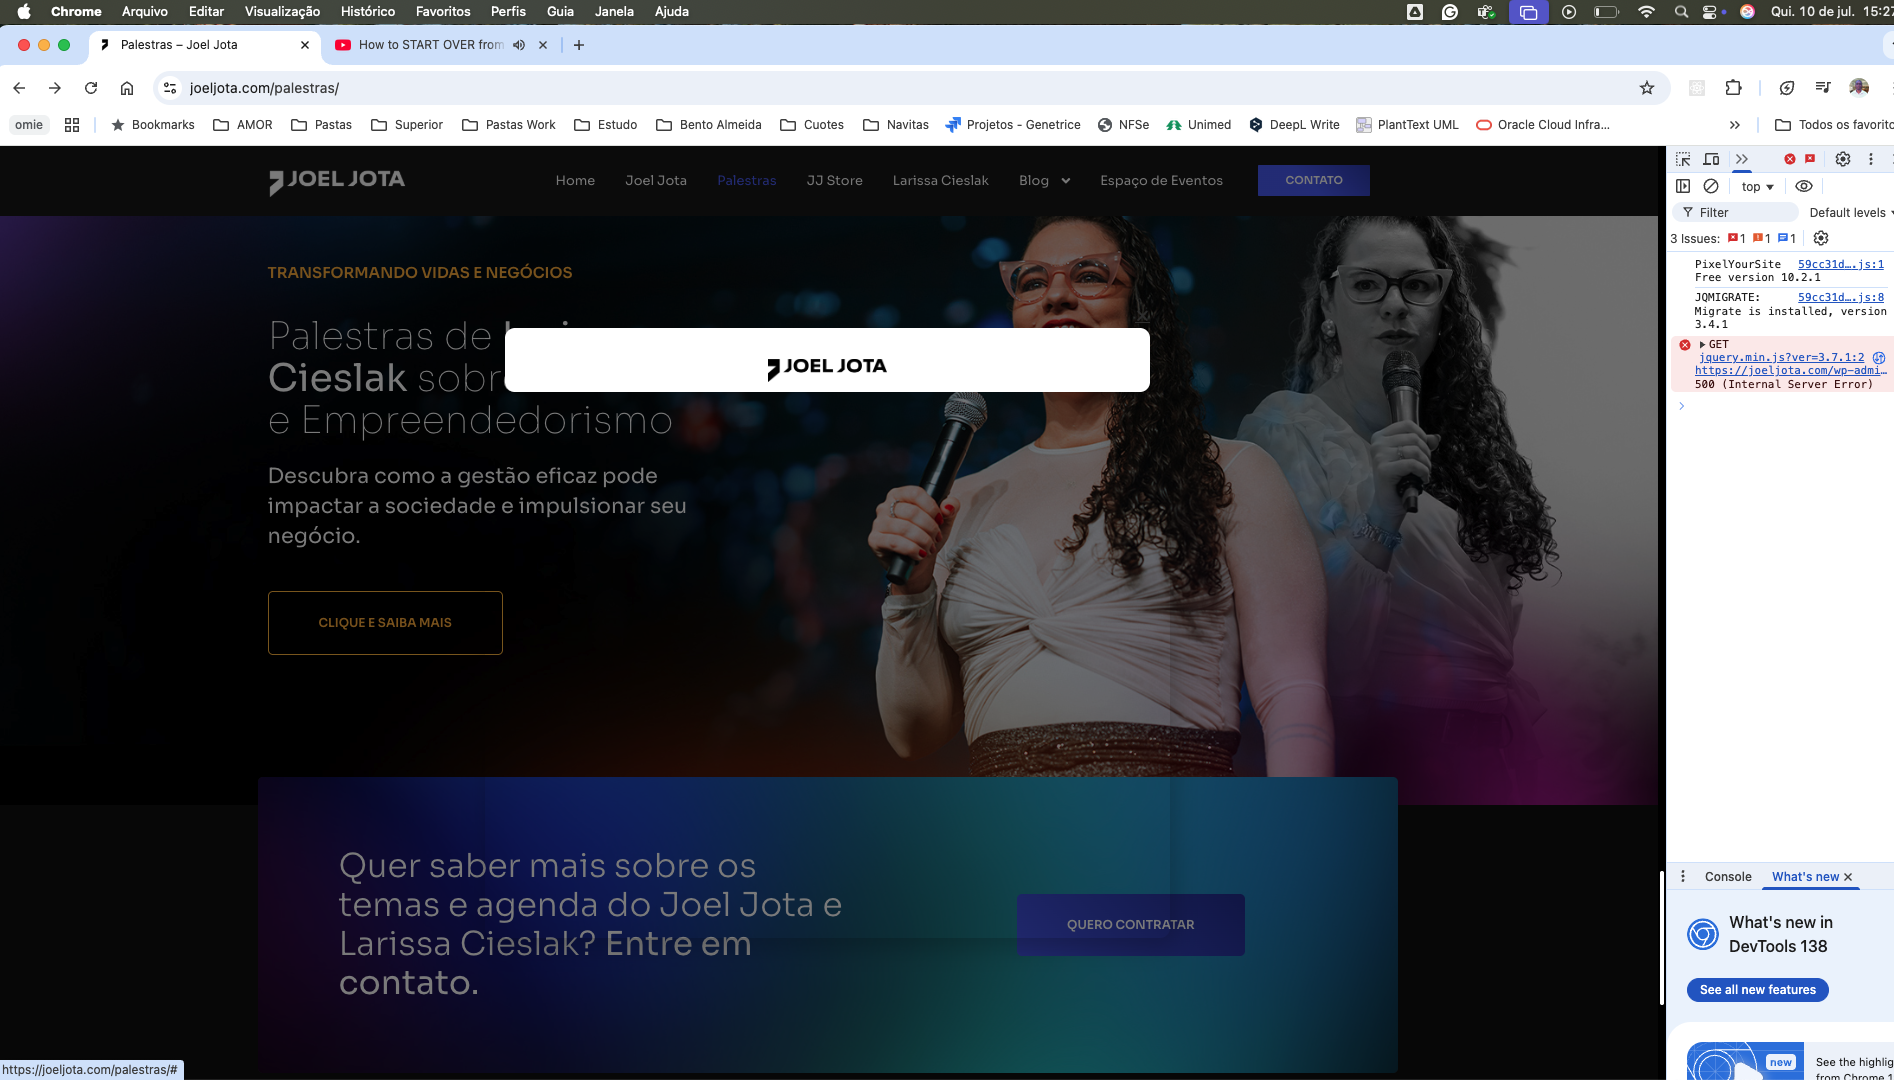 Chrome Arquivo Editar Visualização Histórico Favoritos Perfis Guia Janela Ajuda
Qui. 10 de jul. 15:27
Palestras – Joel Jota
How to START OVER from
joeljota.com/palestras/
omie
Bookmarks AMOR Pastas Superior Pastas Work Estudo Bento Almeida Cuotes Navitas Projetos - Genetrice NFSe Unimed DeepL Write PlantText UML Oracle Cloud Infra...
Todos os favorito
JOEL JOTA
Home Joel Jota Palestras JJ Store Larissa Cieslak Blog Espaço de Eventos CONTATO
TRANSFORMANDO VIDAS E NEGÓCIOS
Palestras de
Cieslak sobr
e Empreendedorismo
JOEL JOTA
Descubra como a gestão eficaz pode
impactar a sociedade e impulsionar seu
negócio.
CLIQUE E SAIBA MAIS
Quer saber mais sobre os
temas e agenda do Joel Jota e
Larissa Cieslak? Entre em
contato.
QUERO CONTRATAR
https://joeljota.com/palestras/#
top
Filter
Default levels
3 Issues: 1 1 1
PixelYourSite 59cc31d….js:1
Free version 10.2.1
JQMIGRATE: 59cc31d….js:8
Migrate is installed, version
3.4.1
GET
jquery.min.js?ver=3.7.1:2
https://joeljota.com/wp-admi…
500 (Internal Server Error)
Console What's new
What's new in
DevTools 138
See all new features
new
See the highlig
from Chrome 1